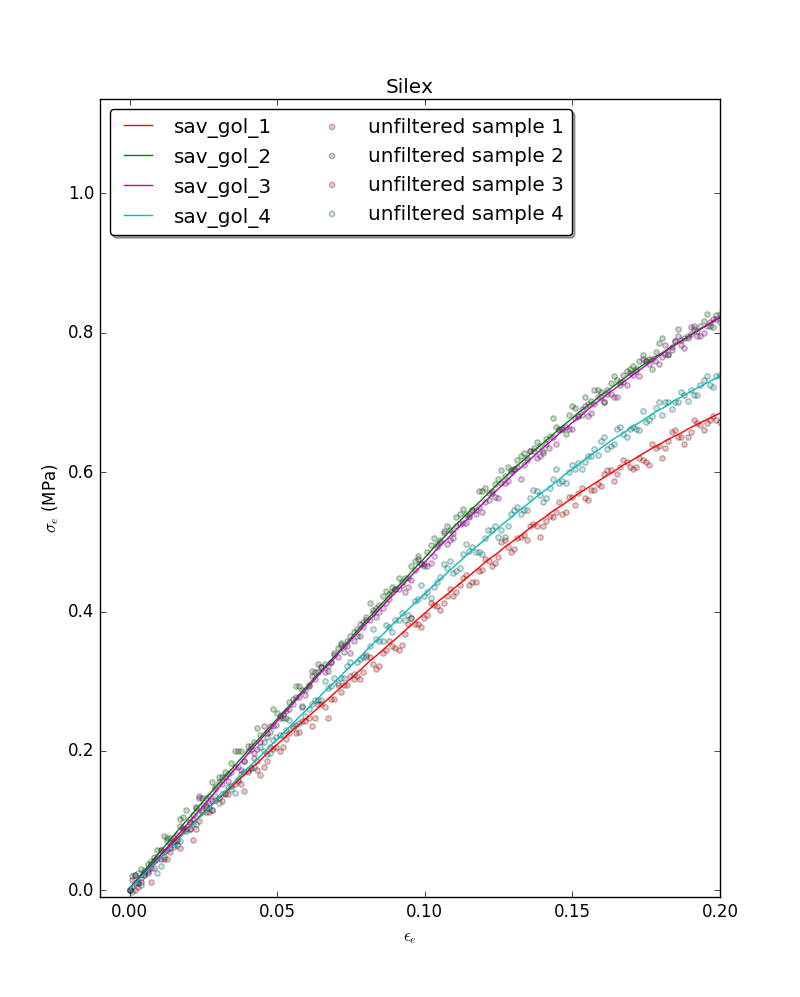 Silex
sav_gol_1
sav_gol_2
sav_gol_3
sav_gol_4
unfiltered sample 1
unfiltered sample 2
unfiltered sample 3
unfiltered sample 4
1.0
0.8
0.6
0.4
0.2
0.0
σₑ (MPa)
0.00 0.05 0.10 0.15 0.20
ϵₑ